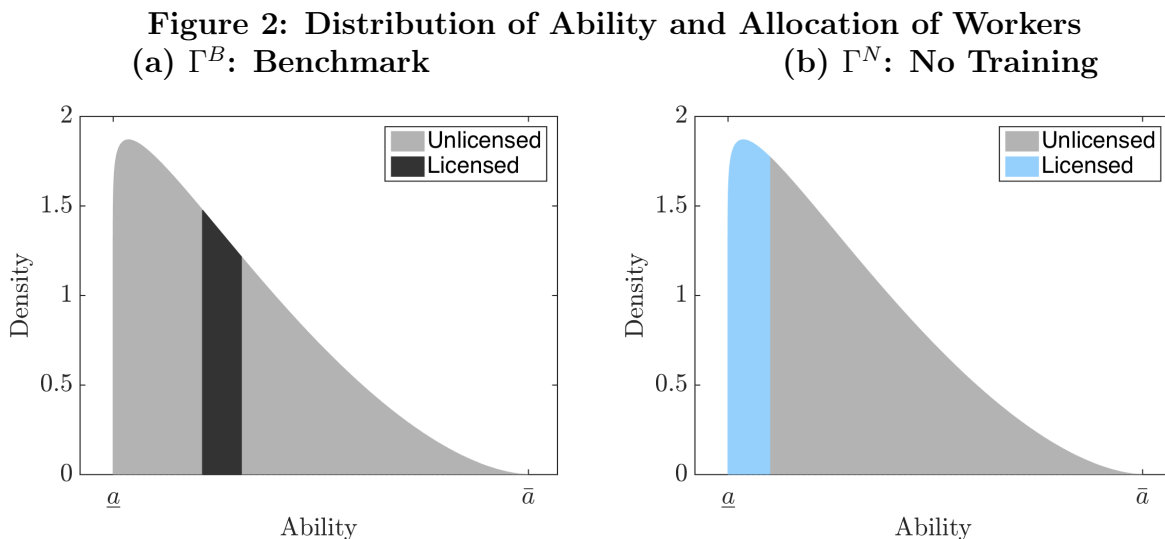 Figure 2: Distribution of Ability and Allocation of Workers
(a) Γ^B: Benchmark
(b) Γ^N: No Training
2
1.5
1
0.5
0
Density
Unlicensed
Licensed
a̲
ā
Ability
2
1.5
1
0.5
0
Density
Unlicensed
Licensed
a̲
ā
Ability